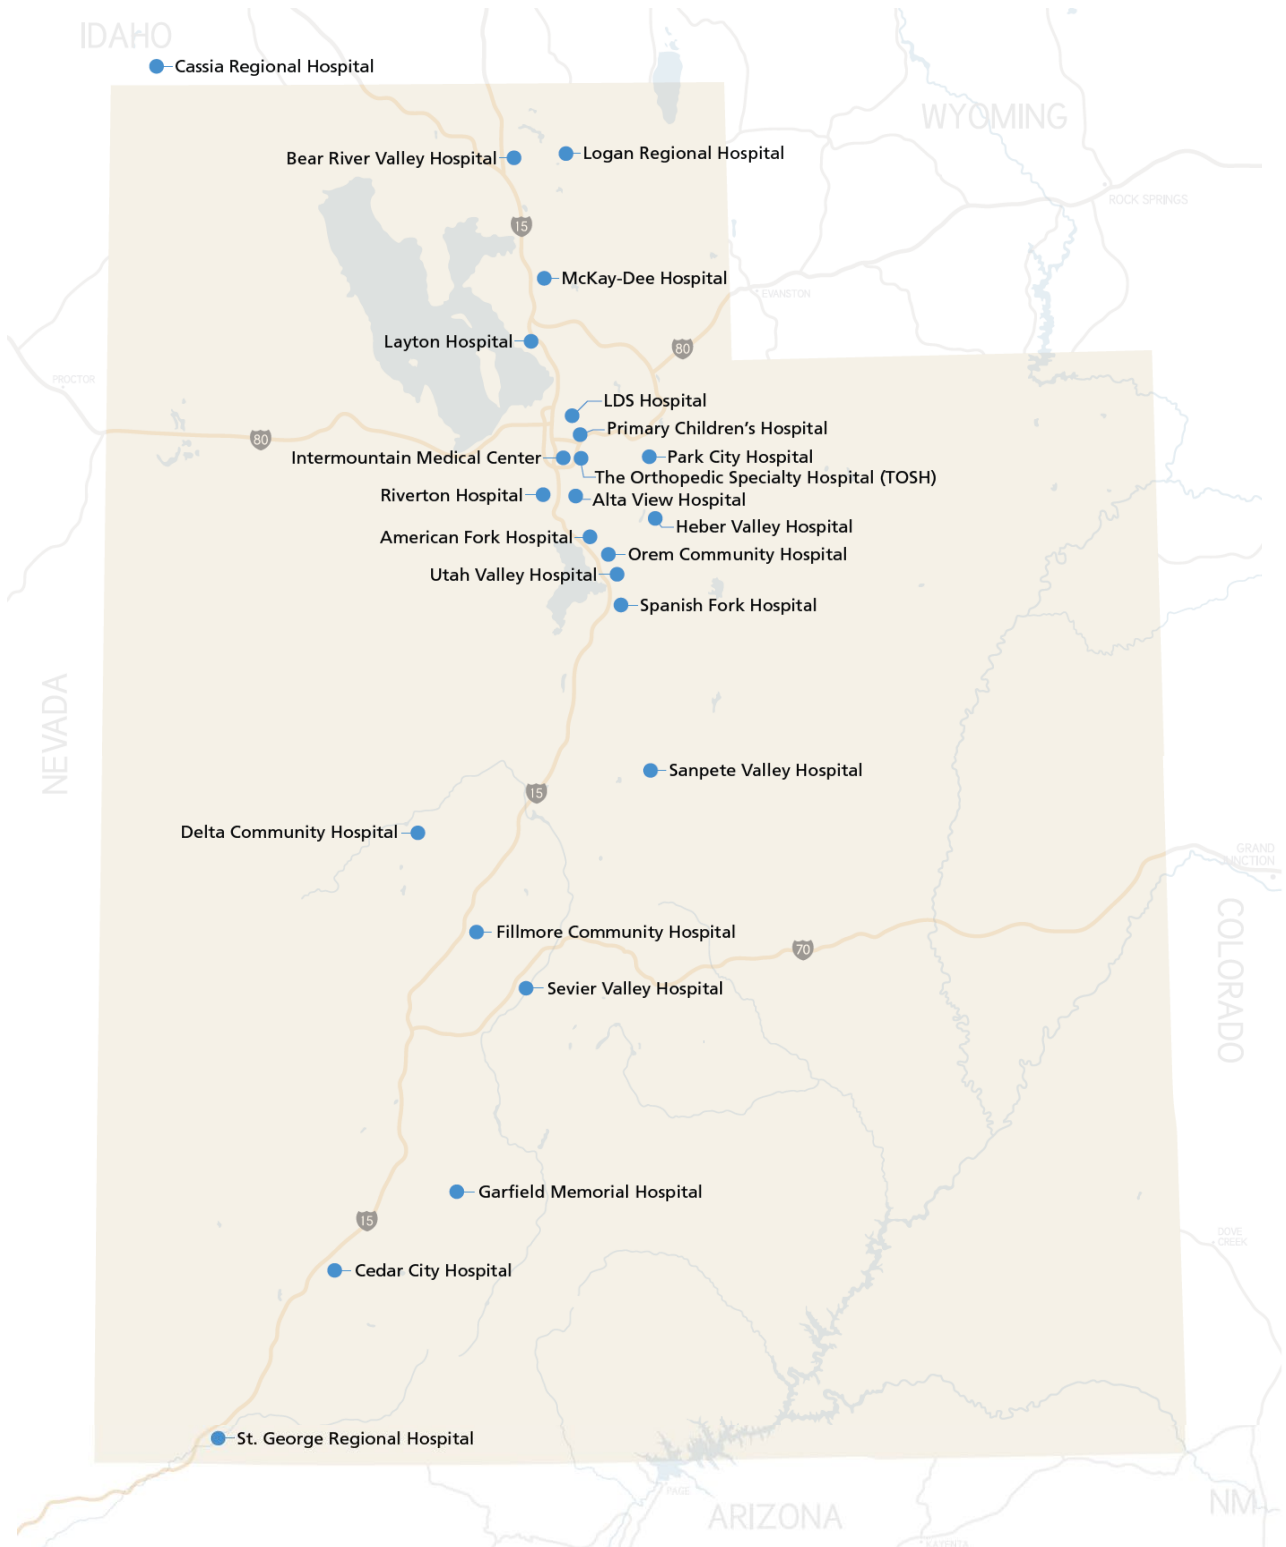 IDAHO
Cassia Regional Hospital
WYOMING
Bear River Valley Hospital
Logan Regional Hospital
ROCK SPRINGS
15
McKay-Dee Hospital
EVANSTON
Layton Hospital
80
PROCTOR
LDS Hospital
Primary Children's Hospital
80
Intermountain Medical Center
Park City Hospital
The Orthopedic Specialty Hospital (TOSH)
Riverton Hospital
Alta View Hospital
Heber Valley Hospital
American Fork Hospital
Orem Community Hospital
Utah Valley Hospital
Spanish Fork Hospital
NEVADA
Sanpete Valley Hospital
15
Delta Community Hospital
GRAND
JUNCTION
Fillmore Community Hospital
70
COLORADO
Sevier Valley Hospital
Garfield Memorial Hospital
15
DOVE
CREEK
Cedar City Hospital
St. George Regional Hospital
PAGE
NM
ARIZONA
KAYENTA